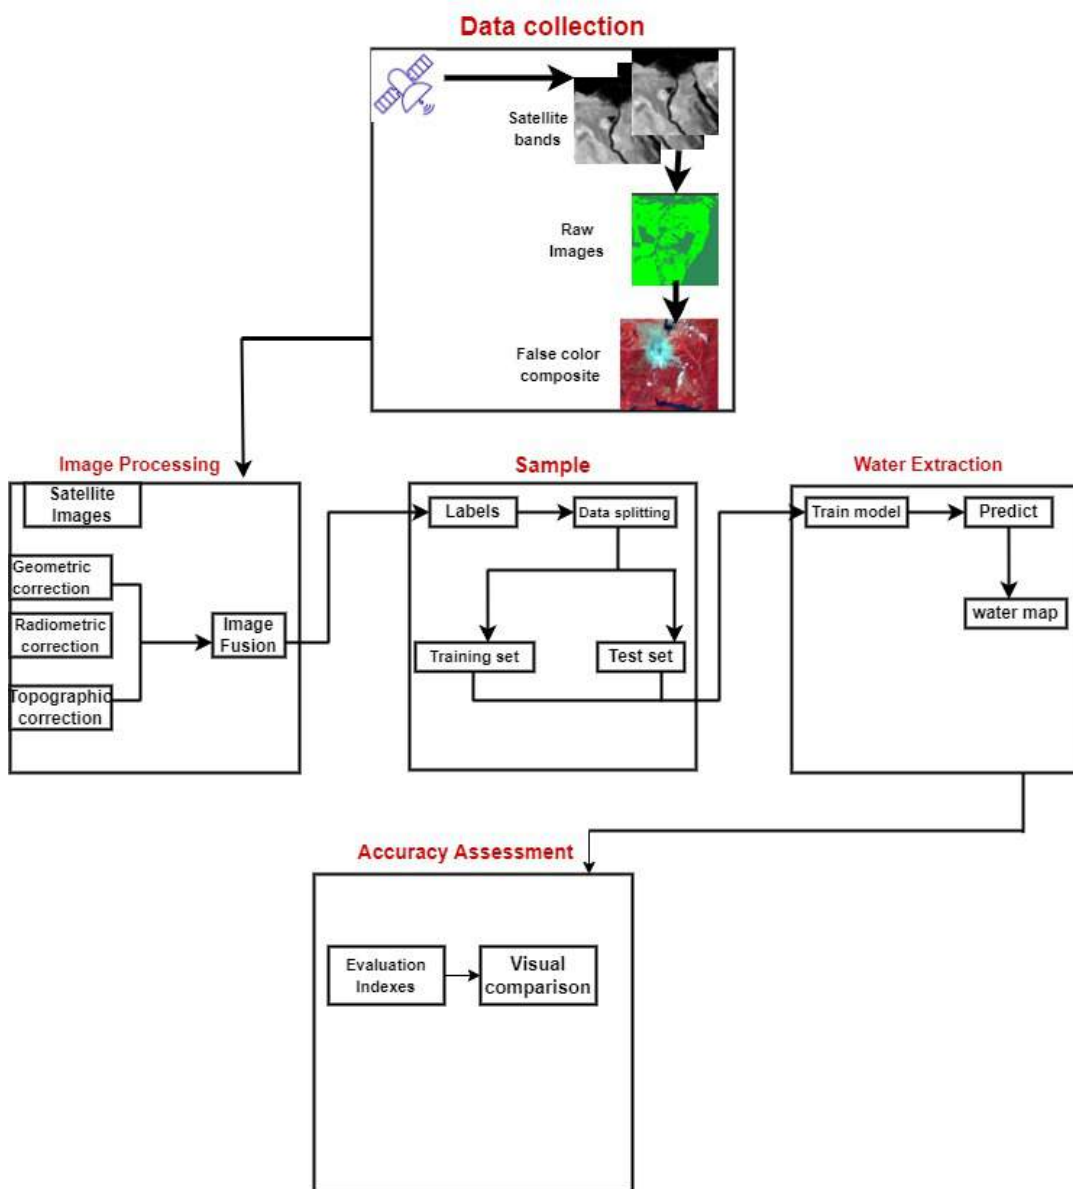 Data collection
Satellite
bands
Raw
Images
False color
composite
Image Processing
Satellite
Images
Geometric
correction
Radiometric
correction
Topographic
correction
Image
Fusion
Sample
Labels
Data splitting
Training set
Test set
Water Extraction
Train model
Predict
water map
Accuracy Assessment
Evaluation
Indexes
Visual
comparison